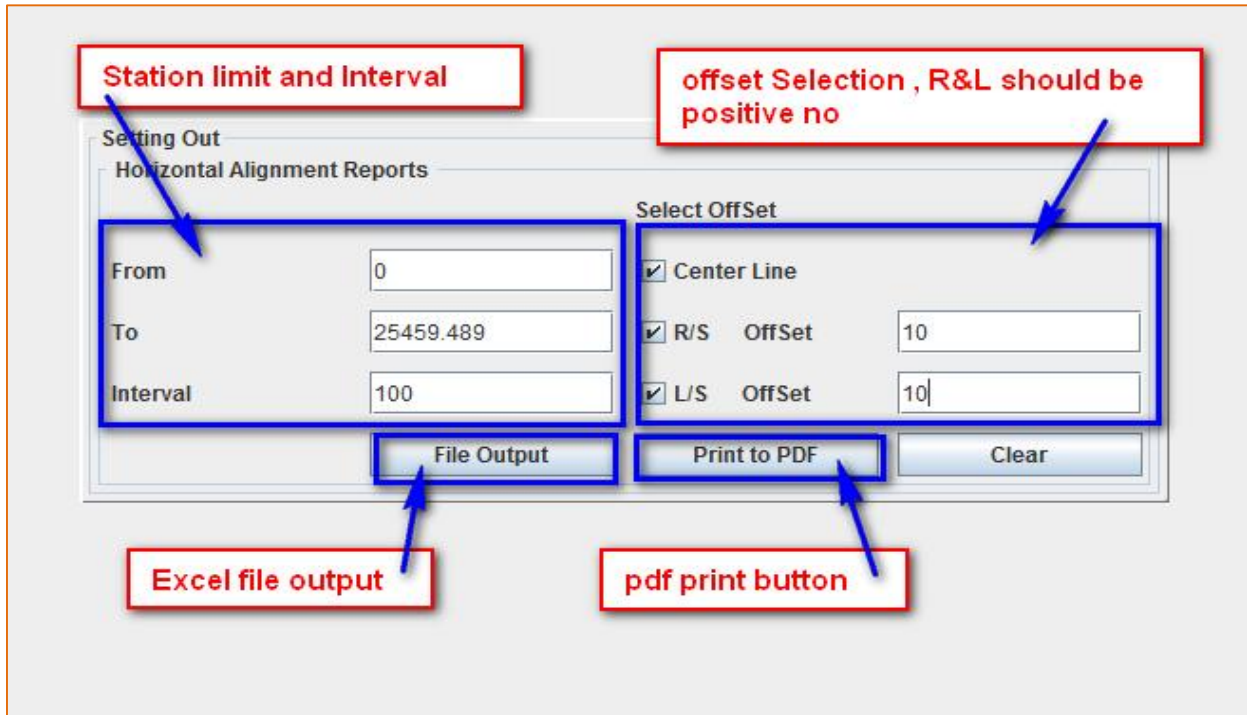 Station limit and Interval
offset Selection , R&L should be
positive no
Setting Out
Horizontal Alignment Reports
Select OffSet
From
0
Center Line
To
25459.489
R/S OffSet
10
Interval
100
L/S OffSet
10
File Output
Print to PDF
Clear
Excel file output
pdf print button